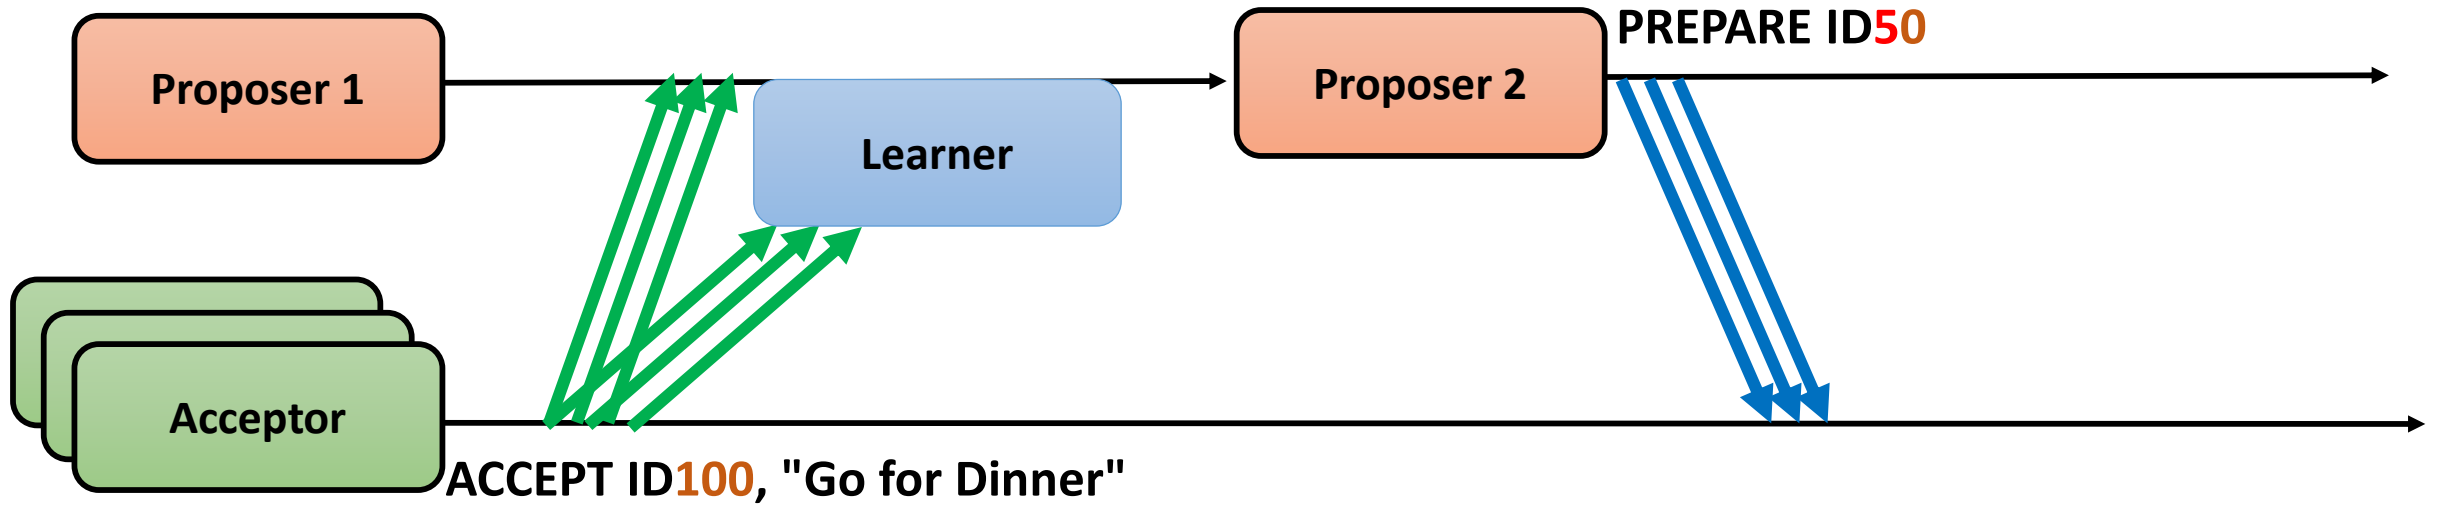 PREPARE ID50
Proposer 1
Proposer 2
Learner
Acceptor
ACCEPT ID100, "Go for Dinner"